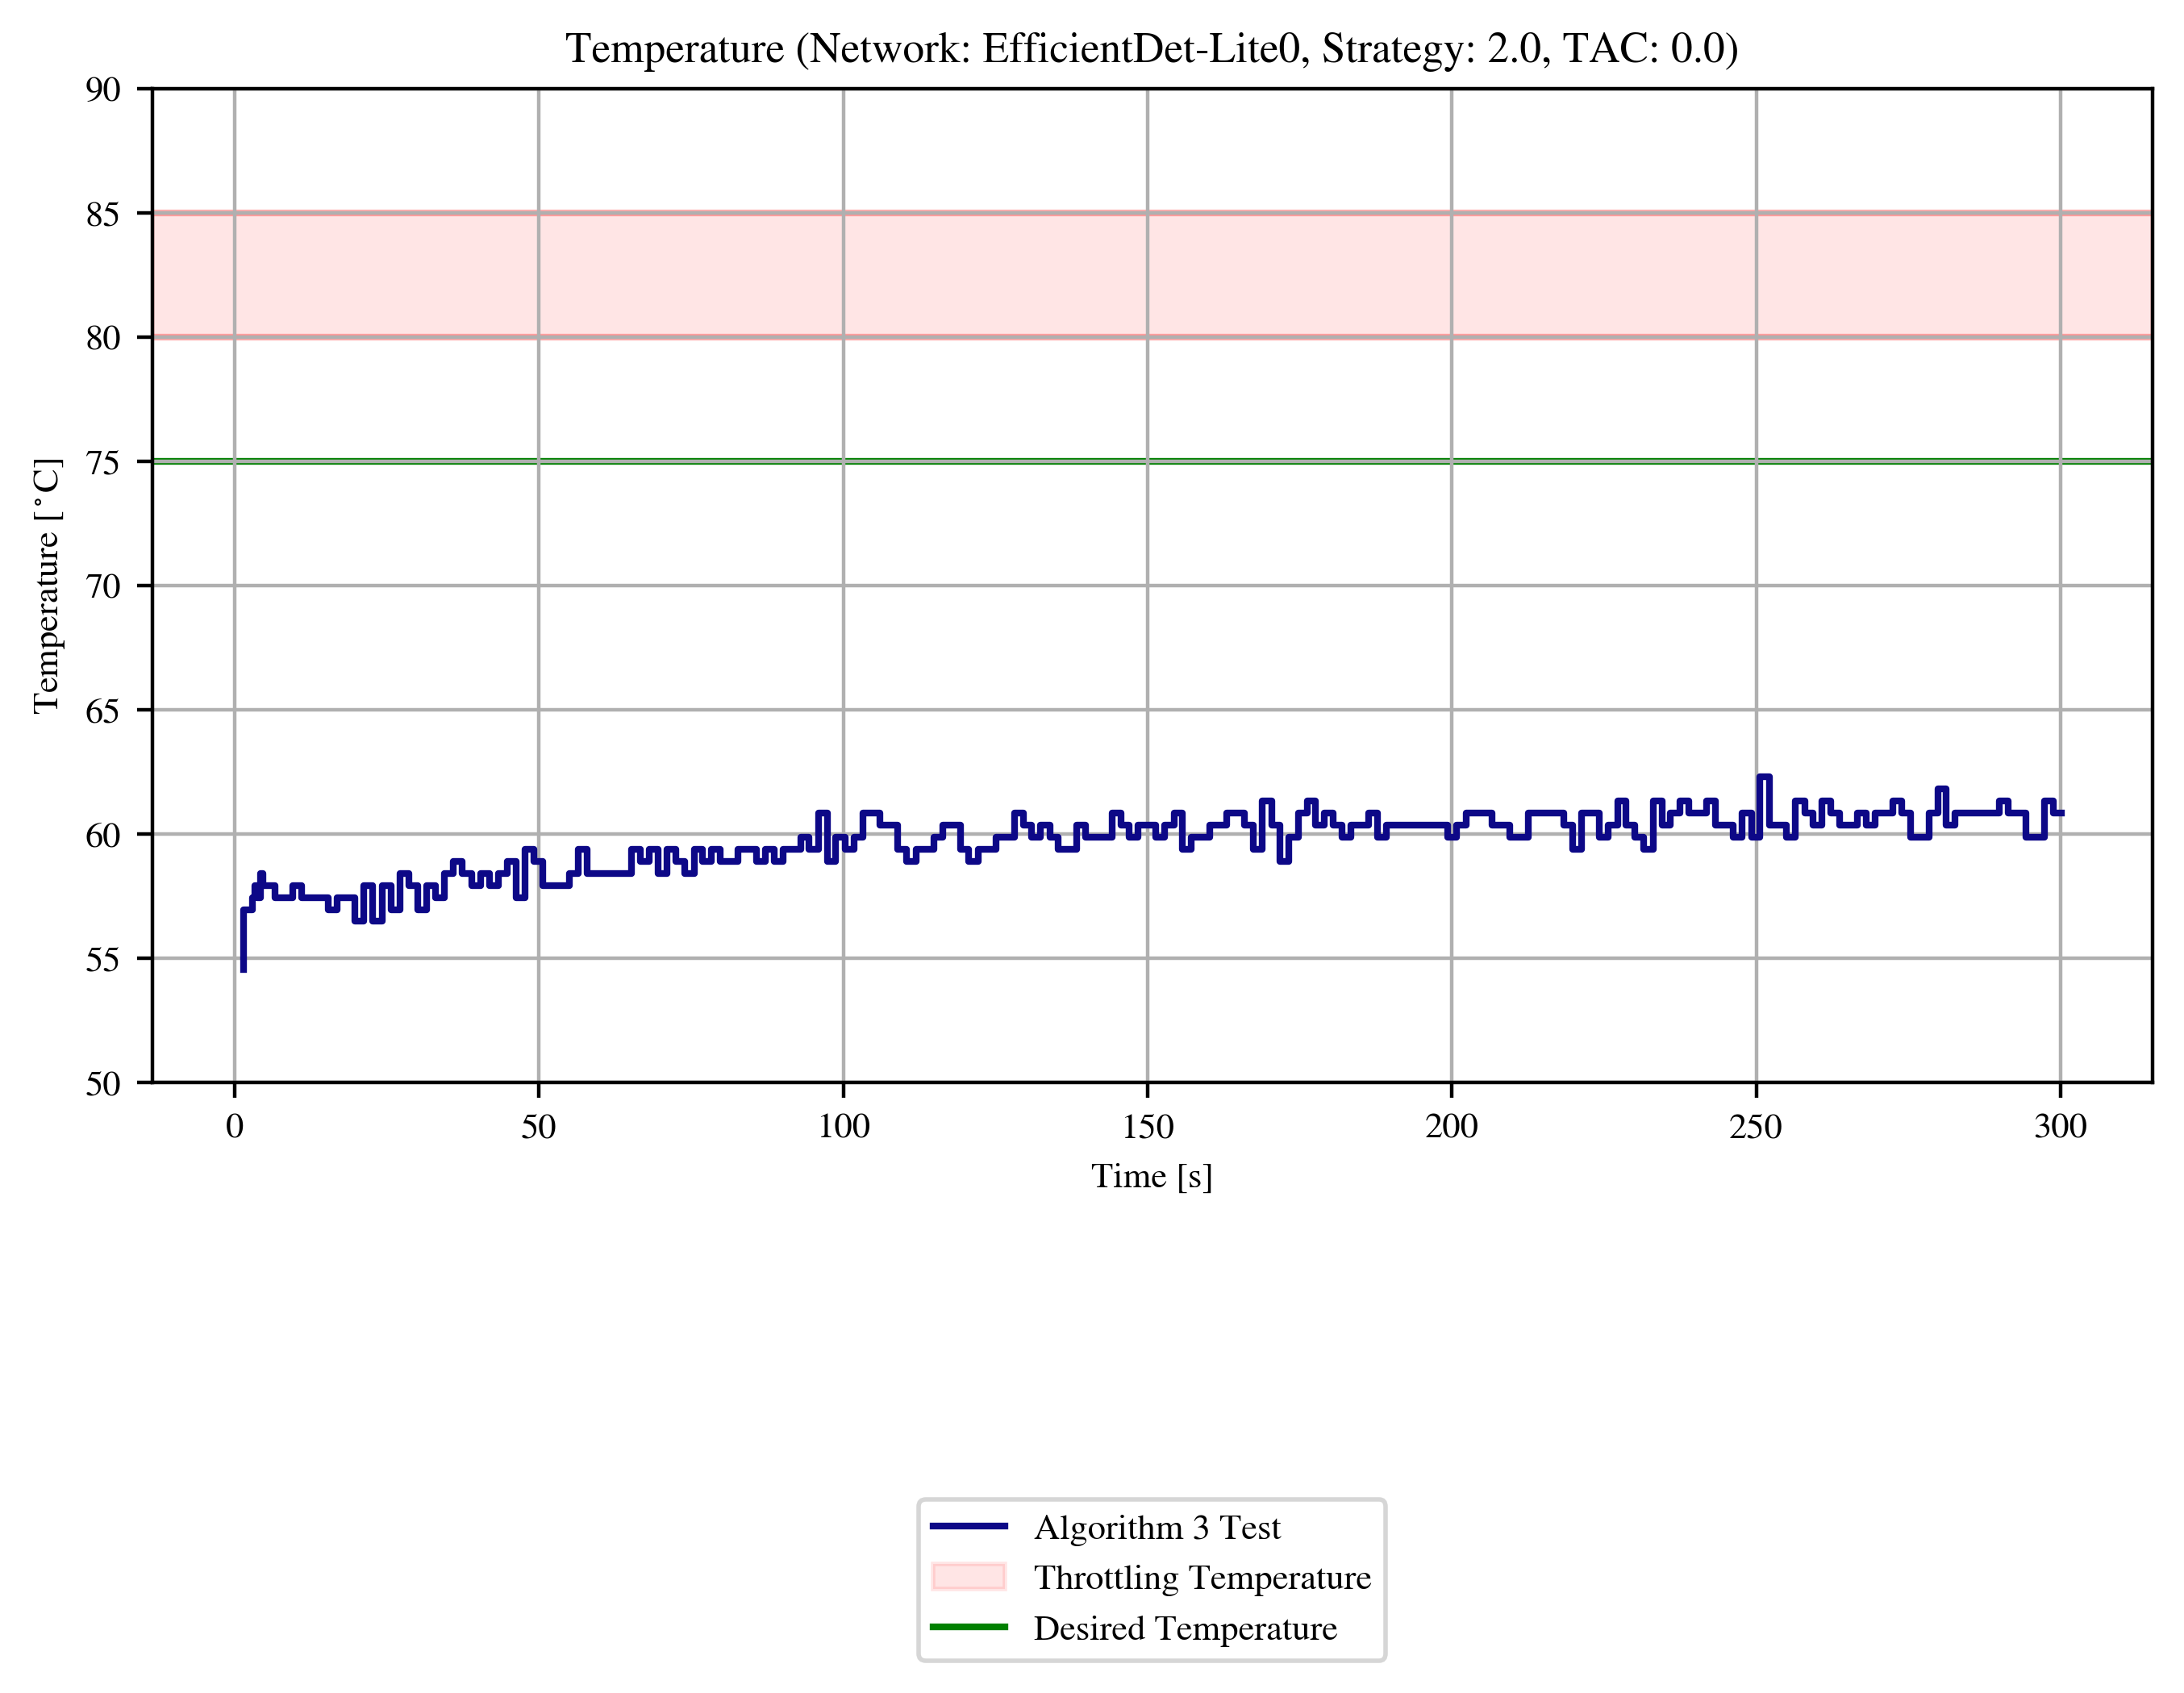 Temperature (Network: EfficientDet-Lite0, Strategy: 2.0, TAC: 0.0)
90
85
80
75
70
65
60
55
50
Temperature [°C]
0 50 100 150 200 250 300
Time [s]
Algorithm 3 Test
Throttling Temperature
Desired Temperature